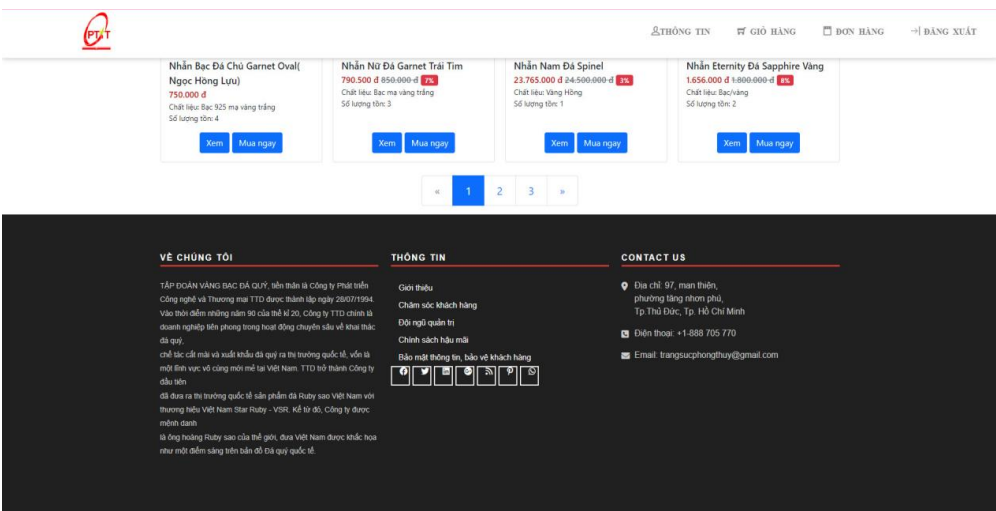 PTIT
THÔNG TIN
GIỎ HÀNG
ĐƠN HÀNG
ĐĂNG XUẤT
Nhẫn Bạc Đá Chủ Garnet Oval(
Ngọc Hồng Lựu)
750.000 đ
Chất liệu: Bạc 925 mạ vàng trắng
Số lượng tồn: 4
Xem Mua ngay
Nhẫn Nữ Đá Garnet Trái Tim
790.500 đ 850.000 đ 7%
Chất liệu: Bạc mạ vàng trắng
Số lượng tồn: 3
Xem Mua ngay
Nhẫn Nam Đá Spinel
23.765.000 đ 24.500.000 đ 3%
Chất liệu: Vàng Hồng
Số lượng tồn: 1
Xem Mua ngay
Nhẫn Eternity Đá Sapphire Vàng
1.656.000 đ 1.800.000 đ 8%
Chất liệu: Bạc/vàng
Số lượng tồn: 2
Xem Mua ngay
« 1 2 3 »
VỀ CHÚNG TÔI
TẬP ĐOÀN VÀNG BẠC ĐÁ QUÝ, tiền thân là Công ty Phát triển
Công nghệ và Thương mại TTD được thành lập ngày 28/07/1994.
Vào thời điểm những năm 90 của thế kỉ 20, Công ty TTD chính là
doanh nghiệp tiên phong trong hoạt động chuyên sâu về khai thác
đá quý,
chế tác cắt mài và xuất khẩu đá quý ra thị trường quốc tế, vốn là
một lĩnh vực vô cùng mới mẻ tại Việt Nam. TTD trở thành Công ty
đầu tiên
đã đưa ra thị trường quốc tế sản phẩm đá Ruby sao Việt Nam với
thương hiệu Việt Nam Star Ruby - VSR. Kể từ đó, Công ty được
mệnh danh
là ông hoàng Ruby sao của thế giới, đưa Việt Nam được khắc họa
như một điểm sáng trên bản đồ Đá quý quốc tế.
THÔNG TIN
Giới thiệu
Chăm sóc khách hàng
Đội ngũ quản trị
Chính sách hậu mãi
Bảo mật thông tin, bảo vệ khách hàng
CONTACT US
Địa chỉ: 97, man thiện,
phường tăng nhơn phú,
Tp.Thủ Đức, Tp. Hồ Chí Minh
Điện thoại: +1-888 705 770
Email: trangsucphongthuy@gmail.com